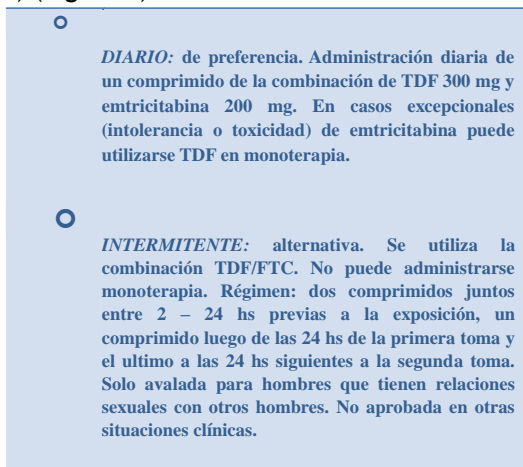 DIARIO: de preferencia. Administración diaria de
un comprimido de la combinación de TDF 300 mg y
emtricitabina 200 mg. En casos excepcionales
(intolerancia o toxicidad) de emtricitabina puede
utilizarse TDF en monoterapia.
INTERMITENTE: alternativa. Se utiliza la
combinación TDF/FTC. No puede administrarse
monoterapia. Régimen: dos comprimidos juntos
entre 2 – 24 hs previas a la exposición, un
comprimido luego de las 24 hs de la primera toma y
el ultimo a las 24 hs siguientes a la segunda toma.
Solo avalada para hombres que tienen relaciones
sexuales con otros hombres. No aprobada en otras
situaciones clínicas.